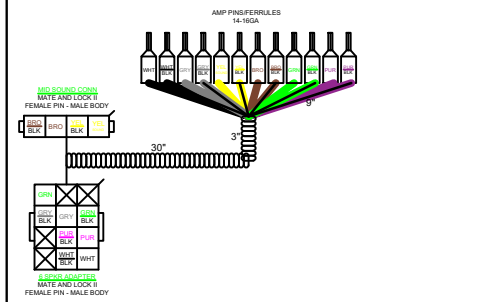 AMP PINS/FERRULES
14-16GA
WHT
WHT BLK
GRY
GRY BLK
YEL
YEL BLK
BRO
BRO BLK
GRN
GRN BLK
PUR
PUR BLK
9"
3"
30"
MID SOUND CONN
MATE AND LOCK II
FEMALE PIN - MALE BODY
BRO BLK
BRO
YEL BLK
YEL
GRN
GRY BLK
GRY
GRN BLK
PUR BLK
PUR
WHT BLK
WHT
6 SPKR ADAPTER
MATE AND LOCK II
FEMALE PIN - MALE BODY